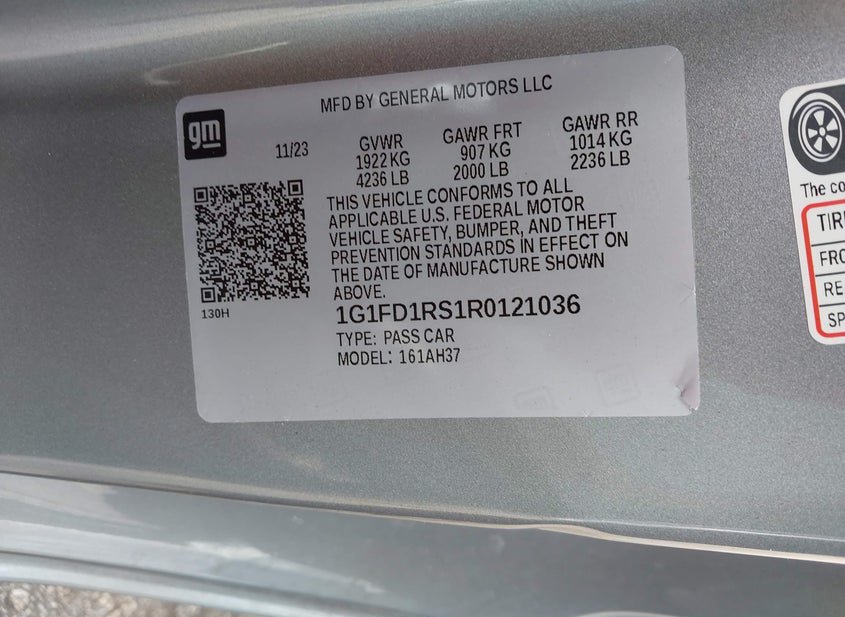 MFD BY GENERAL MOTORS LLC
gm
11/23
GVWR
1922 KG
4236 LB
GAWR FRT
907 KG
2000 LB
GAWR RR
1014 KG
2236 LB
THIS VEHICLE CONFORMS TO ALL
APPLICABLE U.S. FEDERAL MOTOR
VEHICLE SAFETY, BUMPER, AND THEFT
PREVENTION STANDARDS IN EFFECT ON
THE DATE OF MANUFACTURE SHOWN
ABOVE.
130H
1G1FD1RS1R0121036
TYPE: PASS CAR
MODEL: 161AH37
The co
TIR
FRO
RE
SP